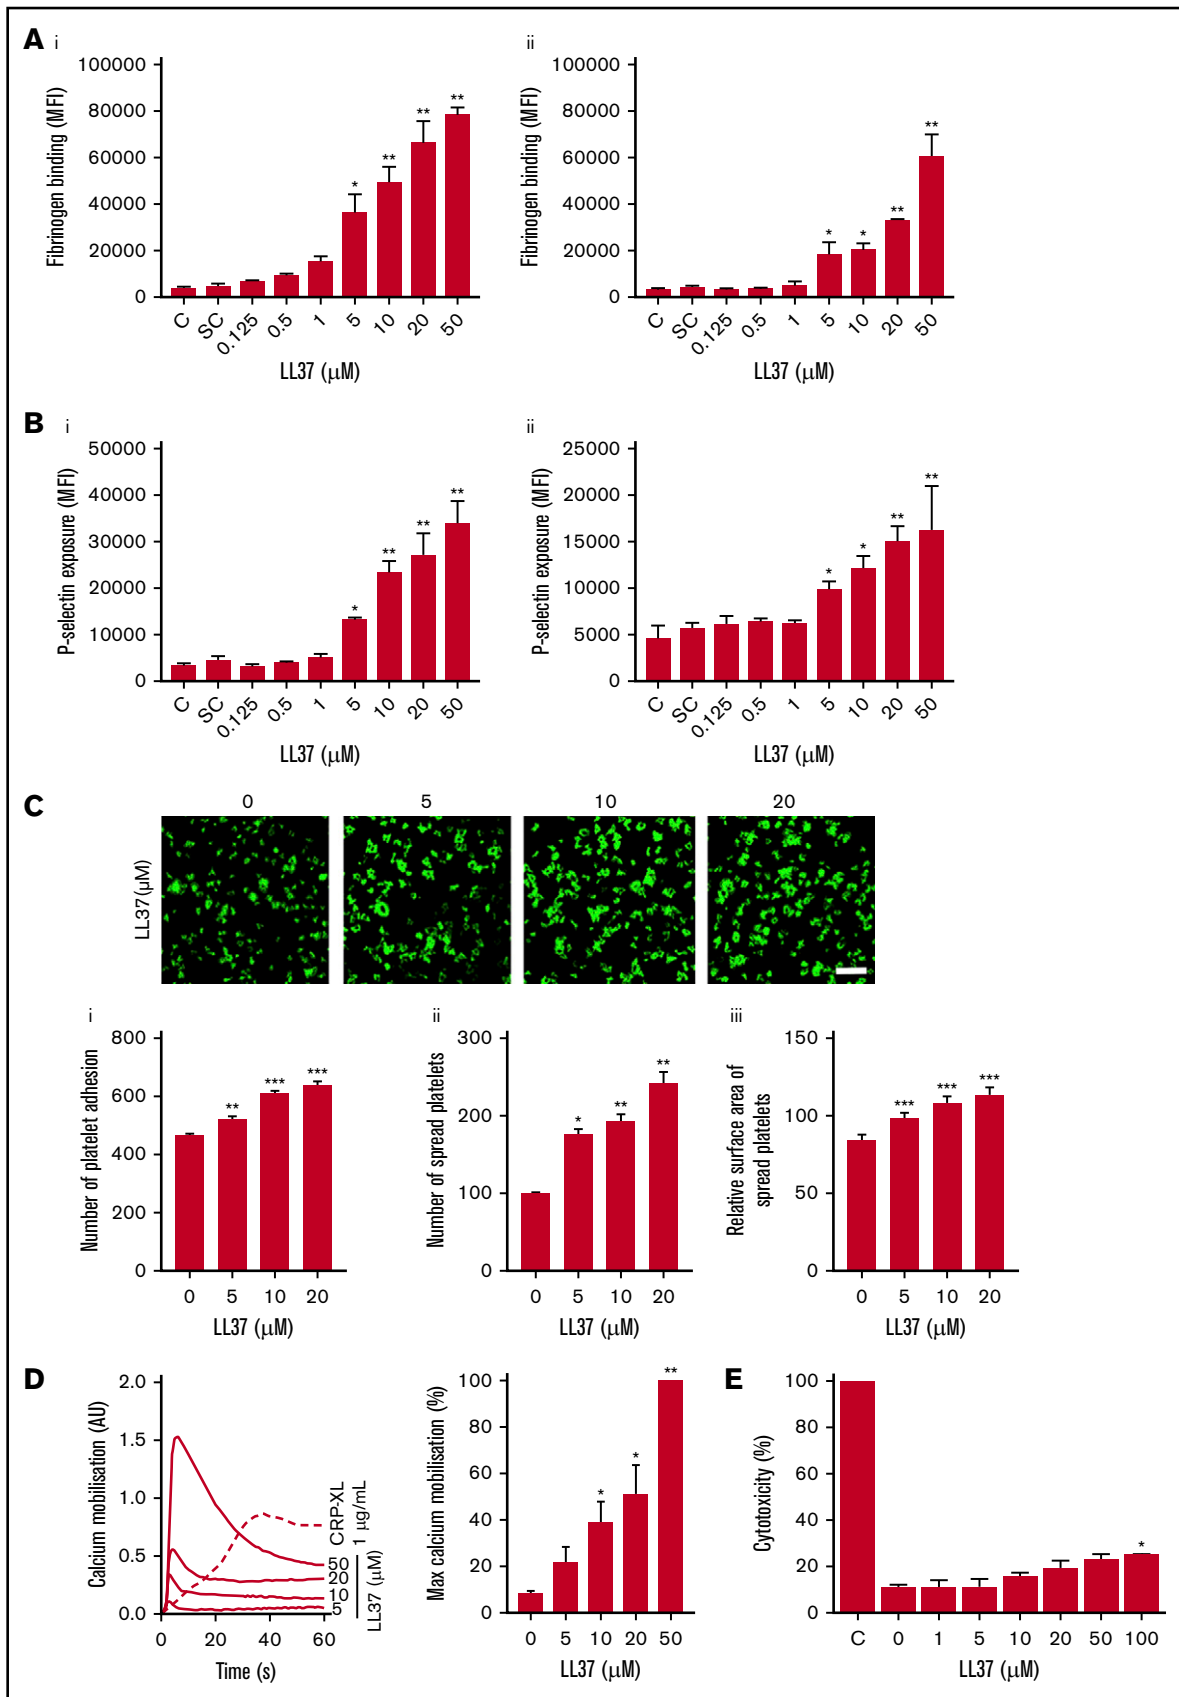 A i ii
100000 80000 60000 40000 20000 0
Fibrinogen binding (MFI)
* ** ** **
C SC 0.125 0.5 1 5 10 20 50
LL37 (μM)
100000 80000 60000 40000 20000 0
Fibrinogen binding (MFI)
* * ** **
C SC 0.125 0.5 1 5 10 20 50
LL37 (μM)
B i ii
50000 40000 30000 20000 10000 0
P-selectin exposure (MFI)
* ** ** **
C SC 0.125 0.5 1 5 10 20 50
LL37 (μM)
25000 20000 15000 10000 5000 0
P-selectin exposure (MFI)
* * ** **
C SC 0.125 0.5 1 5 10 20 50
LL37 (μM)
C
0 5 10 20
LL37 (μM)
i ii iii
800 600 400 200 0
Number of platelet adhesion
** *** ***
0 5 10 20
LL37 (μM)
300 200 100 0
Number of spread platelets
* ** **
0 5 10 20
LL37 (μM)
150 100 50 0
Relative surface area of
spread platelets
*** *** ***
0 5 10 20
LL37 (μM)
D
2.0 1.5 1.0 0.5 0.0
Calcium mobilisation (AU)
0 20 40 60
Time (s)
CRP-XL
1 μg/mL
50
20
10
5
LL37 (μM)
100 80 60 40 20 0
Max calcium mobilisation (%)
* * **
0 5 10 20 50
LL37 (μM)
E
100 80 60 40 20 0
Cytotoxicity (%)
*
C 0 1 5 10 20 50 100
LL37 (μM)